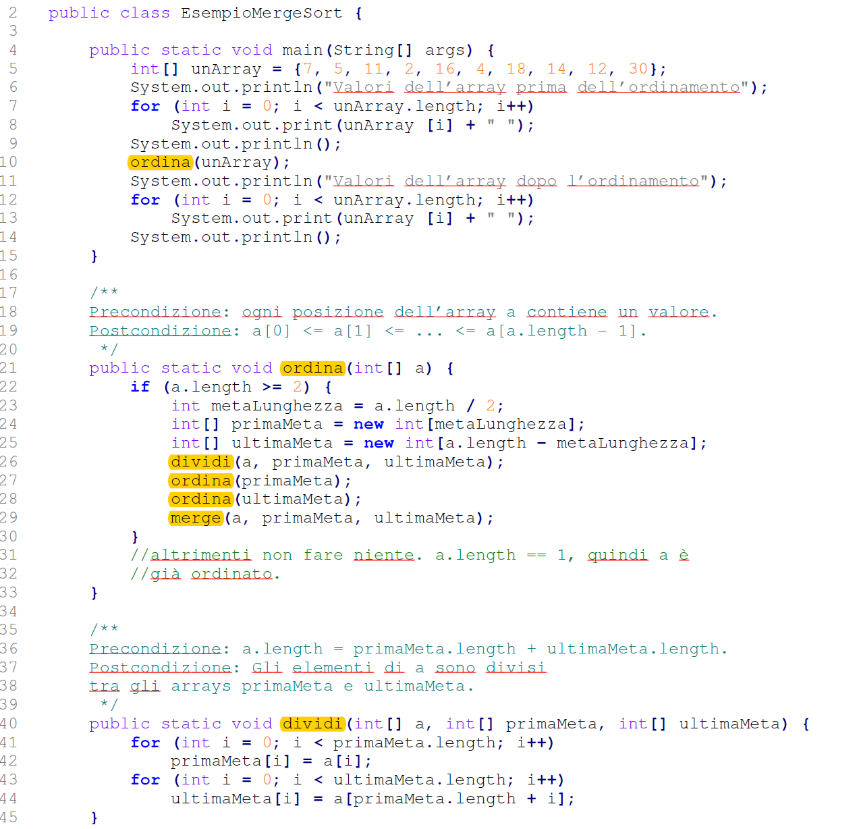 2 public class EsempioMergeSort {
3
4 public static void main(String[] args) {
5 int[] unArray = {7, 5, 11, 2, 16, 4, 18, 14, 12, 30};
6 System.out.println("Valori dell’array prima dell’ordinamento");
7 for (int i = 0; i < unArray.length; i++)
8 System.out.print(unArray [i] + " ");
9 System.out.println();
10 ordina(unArray);
11 System.out.println("Valori dell’array dopo l’ordinamento");
12 for (int i = 0; i < unArray.length; i++)
13 System.out.print(unArray [i] + " ");
14 System.out.println();
15 }
16
17 /**
18 Precondizione: ogni posizione dell’array a contiene un valore.
19 Postcondizione: a[0] <= a[1] <= ... <= a[a.length - 1].
20 */
21 public static void ordina(int[] a) {
22 if (a.length >= 2) {
23 int metaLunghezza = a.length / 2;
24 int[] primaMeta = new int[metaLunghezza];
25 int[] ultimaMeta = new int[a.length - metaLunghezza];
26 dividi(a, primaMeta, ultimaMeta);
27 ordina(primaMeta);
28 ordina(ultimaMeta);
29 merge(a, primaMeta, ultimaMeta);
30 }
31 //altrimenti non fare niente. a.length == 1, quindi a è
32 //già ordinato.
33 }
34
35 /**
36 Precondizione: a.length = primaMeta.length + ultimaMeta.length.
37 Postcondizione: Gli elementi di a sono divisi
38 tra gli arrays primaMeta e ultimaMeta.
39 */
40 public static void dividi(int[] a, int[] primaMeta, int[] ultimaMeta) {
41 for (int i = 0; i < primaMeta.length; i++)
42 primaMeta[i] = a[i];
43 for (int i = 0; i < ultimaMeta.length; i++)
44 ultimaMeta[i] = a[primaMeta.length + i];
45 }